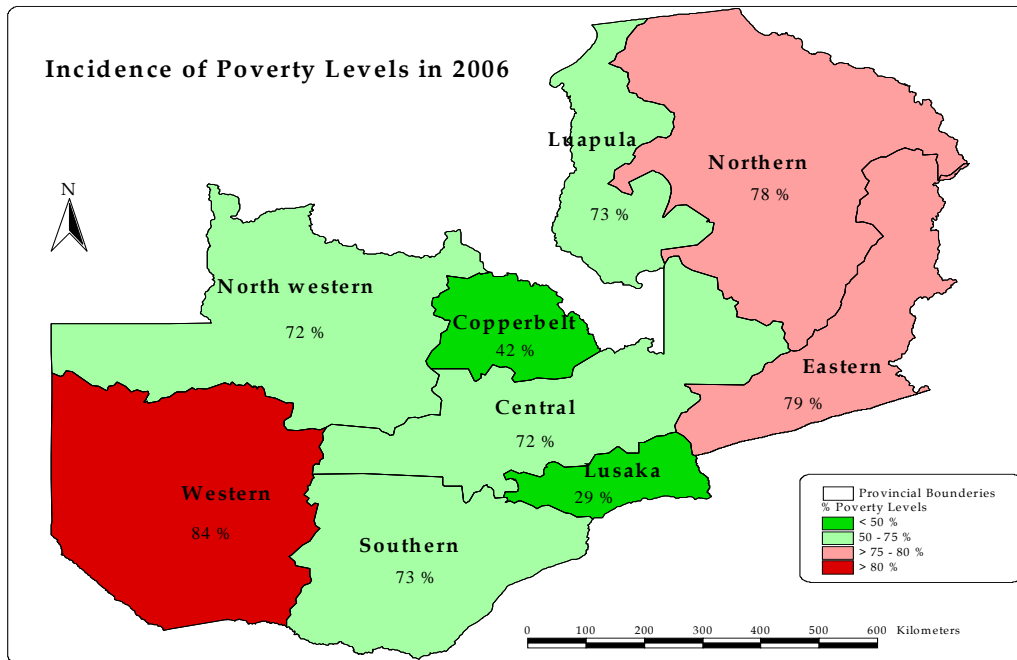 Incidence of Poverty Levels in 2006
Luapula
73 %
Northern
78 %
N
North western
72 %
Copperbelt
42 %
Eastern
79 %
Central
72 %
Lusaka
29 %
Western
84 %
Southern
73 %
Provincial Bounderies
% Poverty Levels
< 50 %
50 - 75 %
> 75 - 80 %
> 80 %
0 100 200 300 400 500 600 Kilometers